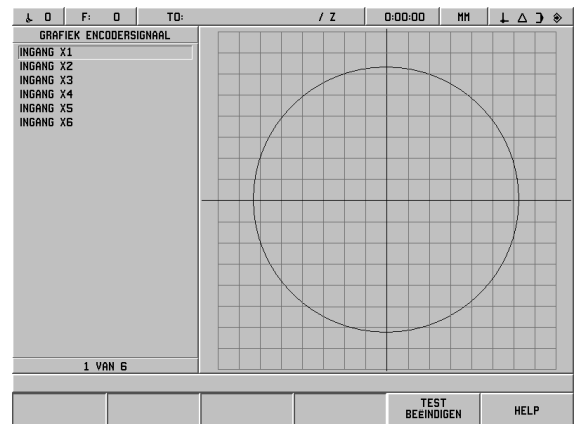 0 F: 0 T0: / Z 0:00:00 MM
GRAFIEK ENCODERSIGNAAL
INGANG X1
INGANG X2
INGANG X3
INGANG X4
INGANG X5
INGANG X6
1 VAN 6
TEST
BEËINDIGEN
HELP